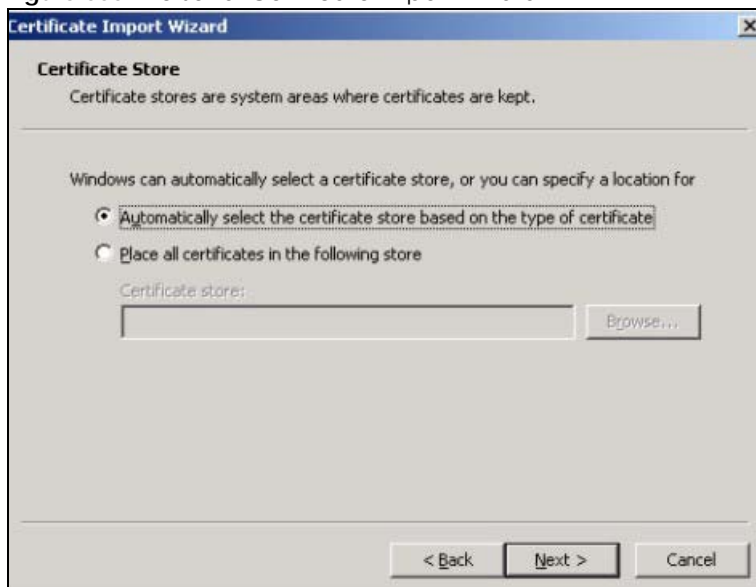 Certificate Import Wizard
Certificate Store
Certificate stores are system areas where certificates are kept.
Windows can automatically select a certificate store, or you can specify a location for
Automatically select the certificate store based on the type of certificate
Place all certificates in the following store
Certificate store:
Browse...
< Back Next > Cancel